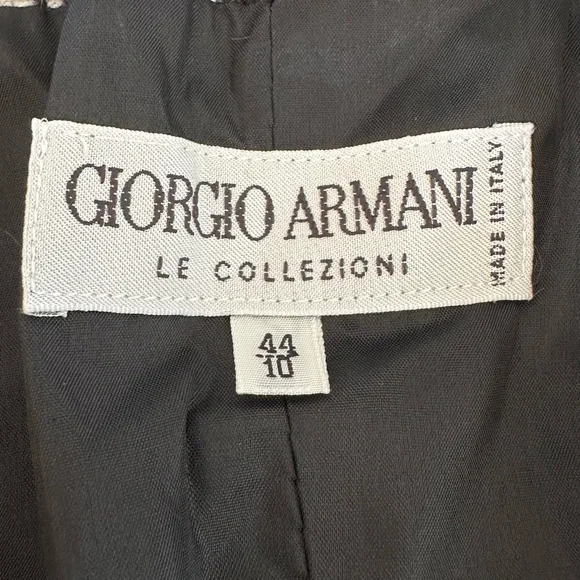 GIORGIO ARMANI
LE COLLEZIONI
MADE IN ITALY
44
10